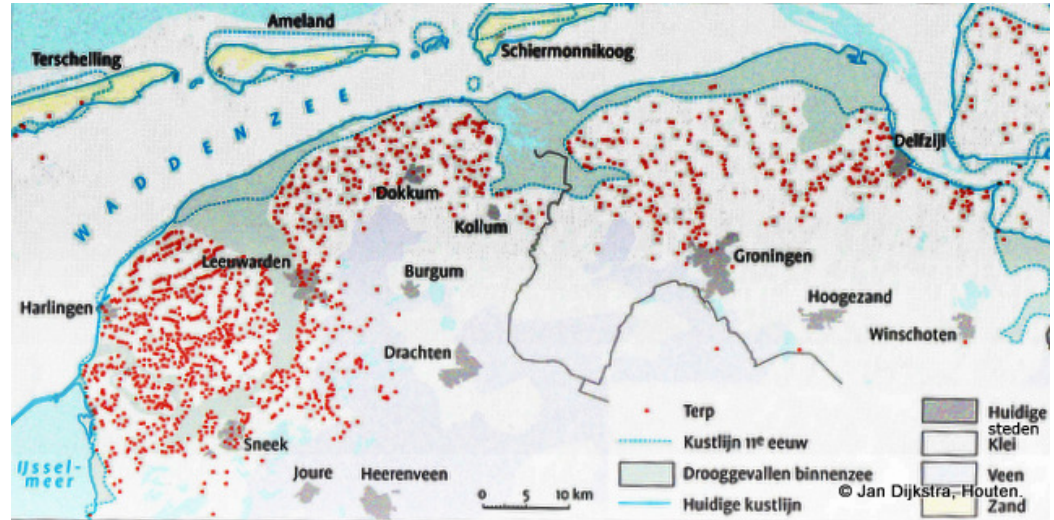 Ameland
Terschelling
Schiermonnikoog
WADDENZEE
Delfzijl
Dokkum
Kollum
Leeuwarden
Groningen
Burgum
Harlingen
Hoogezand
Winschoten
Drachten
Terp
Huidige
steden
Kustlijn 11e eeuw
Klei
Sneek
IJssel-
meer
Joure
Heerenveen
Drooggevallen binnenzee
Veen
© Jan Dijkstra, Houten.
0 5 10 km
Huidige kustlijn
Zand